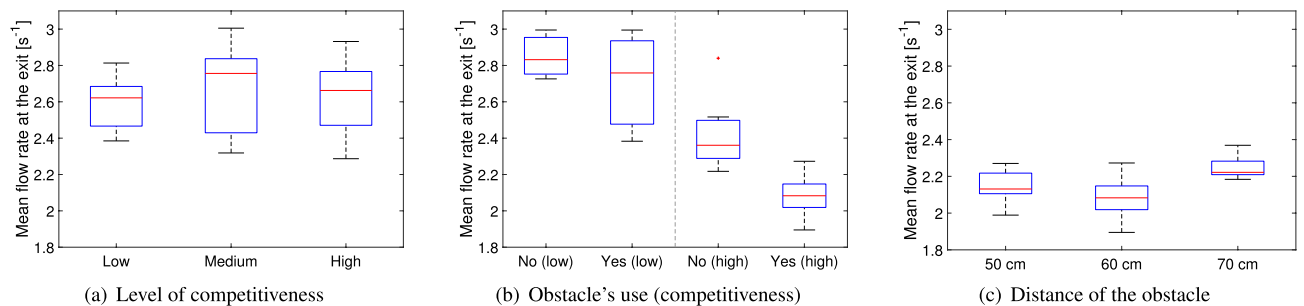 Mean flow rate at the exit [s⁻¹]
3
2.8
2.6
2.4
2.2
2
1.8
Low Medium High
(a) Level of competitiveness
Mean flow rate at the exit [s⁻¹]
3
2.8
2.6
2.4
2.2
2
1.8
No (low) Yes (low) No (high) Yes (high)
(b) Obstacle's use (competitiveness)
Mean flow rate at the exit [s⁻¹]
3
2.8
2.6
2.4
2.2
2
1.8
50 cm 60 cm 70 cm
(c) Distance of the obstacle